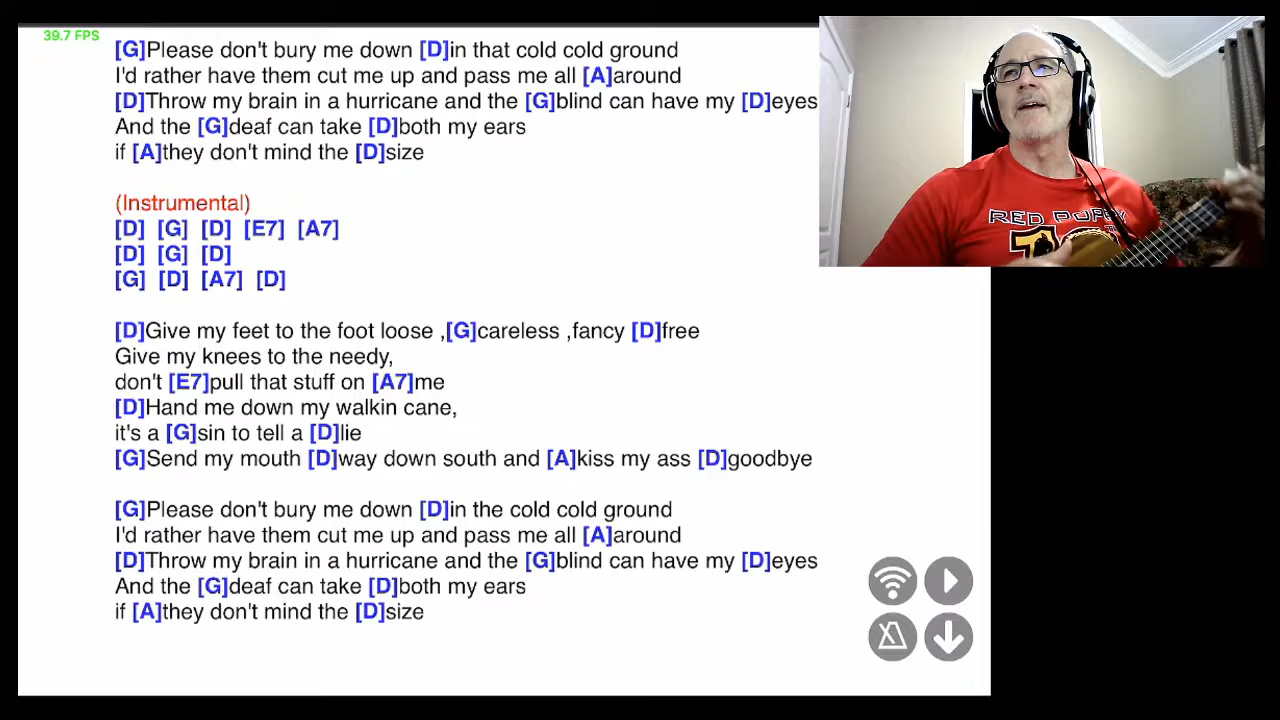 39.7 FPS
[G]Please don't bury me down [D]in that cold cold ground
I'd rather have them cut me up and pass me all [A]around
[D]Throw my brain in a hurricane and the [G]blind can have my [D]eyes
And the [G]deaf can take [D]both my ears
if [A]they don't mind the [D]size
(Instrumental)
[D] [G] [D] [E7] [A7]
[D] [G] [D]
[G] [D] [A7] [D]
[D]Give my feet to the foot loose ,[G]careless ,fancy [D]free
Give my knees to the needy,
don't [E7]pull that stuff on [A7]me
[D]Hand me down my walkin cane,
it's a [G]sin to tell a [D]lie
[G]Send my mouth [D]way down south and [A]kiss my ass [D]goodbye
[G]Please don't bury me down [D]in the cold cold ground
I'd rather have them cut me up and pass me all [A]around
[D]Throw my brain in a hurricane and the [G]blind can have my [D]eyes
And the [G]deaf can take [D]both my ears
if [A]they don't mind the [D]size
RED